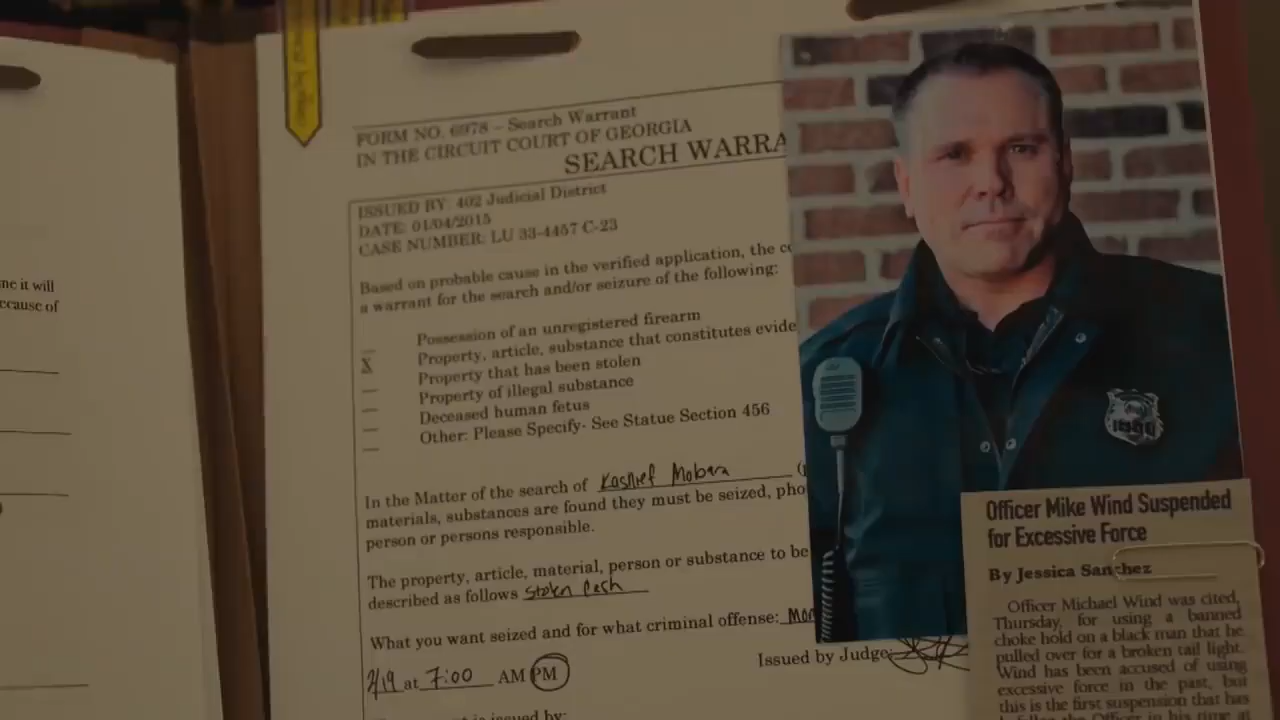 ne it will
ecause of
FORM NO. 6978 – Search Warrant
IN THE CIRCUIT COURT OF GEORGIA
SEARCH WARRA
ISSUED BY: 402 Judicial District
DATE: 01/04/2015
CASE NUMBER: LU 33-4457 C-23
Based on probable cause in the verified application, the co
a warrant for the search and/or seizure of the following:
Possession of an unregistered firearm
X Property, article, substance that constitutes evide
Property that has been stolen
Property of illegal substance
Deceased human fetus
Other: Please Specify- See Statue Section 456
In the Matter of the search of
materials, substances are found they must be seized, pho
person or persons responsible.
The property, article, material, person or substance to be
described as follows Stolen Cash
What you want seized and for what criminal offense:
at 7:00 AM PM
Issued by Judge:
Officer Mike Wind Suspended
for Excessive Force
By Jessica Sanchez
Officer Michael Wind was cited,
Thursday, for using a banned
choke hold on a black man that he
pulled over for a broken tail light.
Wind has been accused of using
excessive force in the past, but
this is the first suspension that has